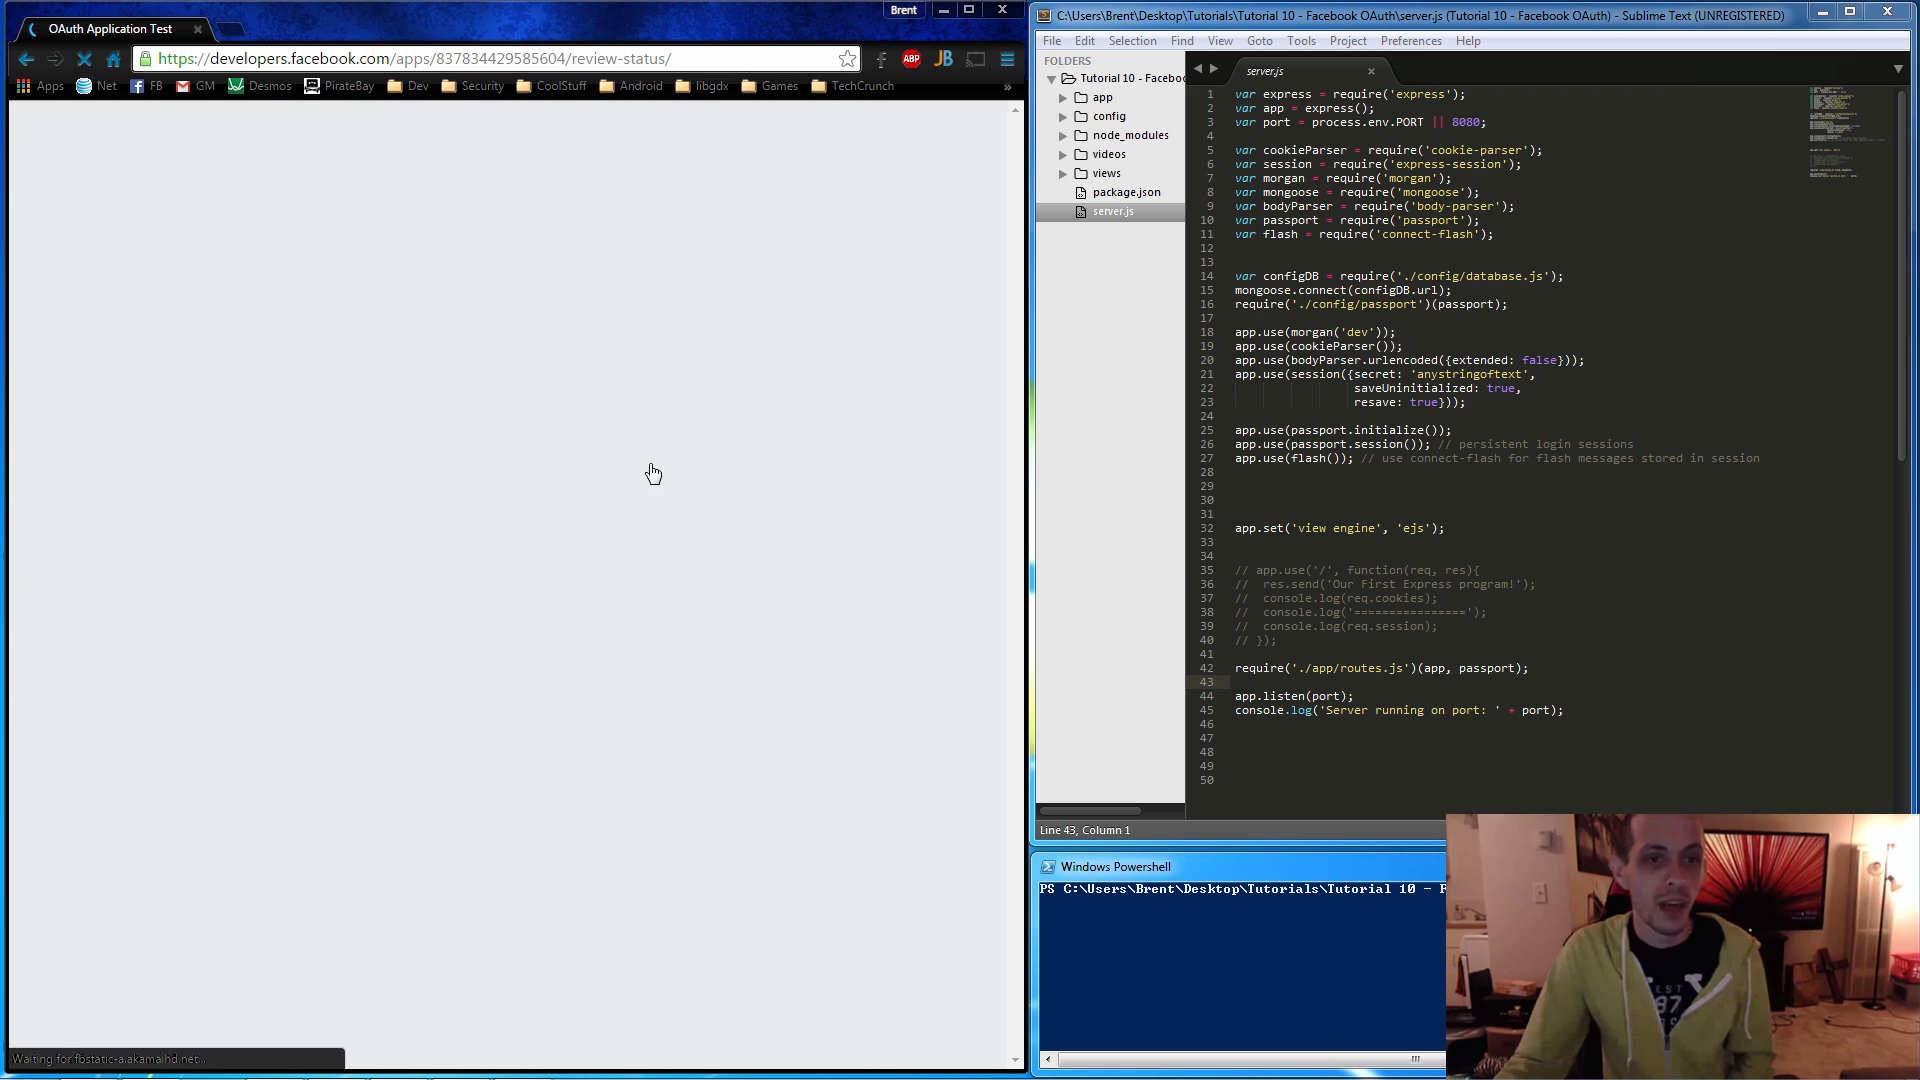 Brent
OAuth Application Test
https://developers.facebook.com/apps/837834429585604/review-status/
ABP
JB
Apps
Net
FB
GM
Desmos
PirateBay
Dev
Security
CoolStuff
Android
libgdx
Games
TechCrunch
»
Waiting for fbstatic-a.akamaihd.net...
C:\Users\Brent\Desktop\Tutorials\Tutorial 10 - Facebook OAuth\server.js (Tutorial 10 - Facebook OAuth) - Sublime Text (UNREGISTERED)
File Edit Selection Find View Goto Tools Project Preferences Help
FOLDERS
Tutorial 10 - Faceboo
app
config
node_modules
videos
views
package.json
server.js
server.js
1 var express = require('express');
2 var app = express();
3 var port = process.env.PORT || 8080;
4
5 var cookieParser = require('cookie-parser');
6 var session = require('express-session');
7 var morgan = require('morgan');
8 var mongoose = require('mongoose');
9 var bodyParser = require('body-parser');
10 var passport = require('passport');
11 var flash = require('connect-flash');
12
13
14 var configDB = require('./config/database.js');
15 mongoose.connect(configDB.url);
16 require('./config/passport')(passport);
17
18 app.use(morgan('dev'));
19 app.use(cookieParser());
20 app.use(bodyParser.urlencoded({extended: false}));
21 app.use(session({secret: 'anystringoftext',
22 saveUninitialized: true,
23 resave: true}));
24
25 app.use(passport.initialize());
26 app.use(passport.session()); // persistent login sessions
27 app.use(flash()); // use connect-flash for flash messages stored in session
28
29
30
31
32 app.set('view engine', 'ejs');
33
34
35 // app.use('/', function(req, res){
36 // res.send('Our First Express program!');
37 // console.log(req.cookies);
38 // console.log('================');
39 // console.log(req.session);
40 // });
41
42 require('./app/routes.js')(app, passport);
43
44 app.listen(port);
45 console.log('Server running on port: ' + port);
46
47
48
49
50
Line 43, Column 1
Windows Powershell
PS C:\Users\Brent\Desktop\Tutorials\Tutorial 10 - F